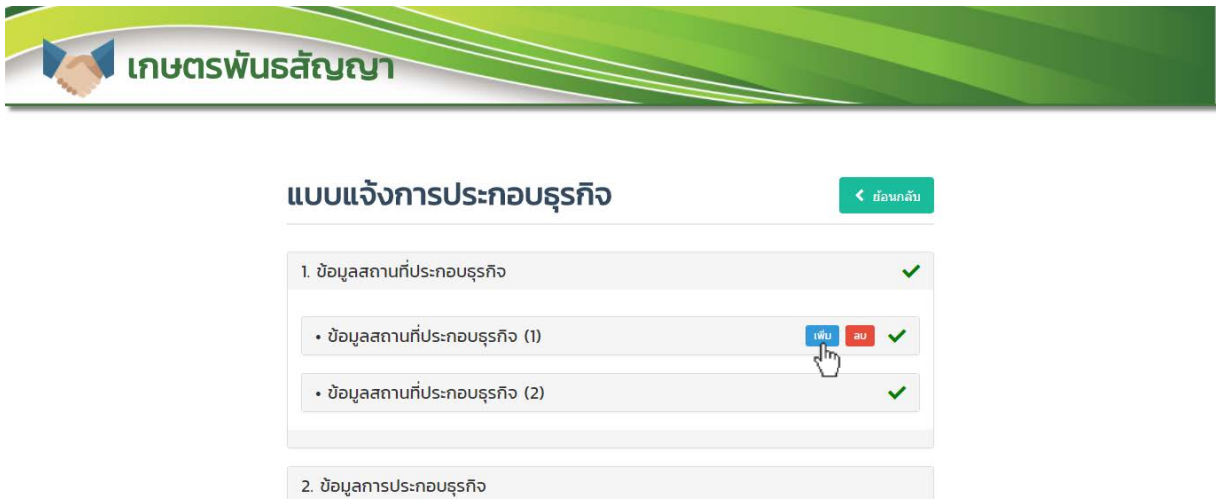 เกษตรพันธสัญญา
แบบแจ้งการประกอบธุรกิจ
ย้อนกลับ
1. ข้อมูลสถานที่ประกอบธุรกิจ
• ข้อมูลสถานที่ประกอบธุรกิจ (1) เพิ่ม ลบ
• ข้อมูลสถานที่ประกอบธุรกิจ (2)
2. ข้อมูลการประกอบธุรกิจ